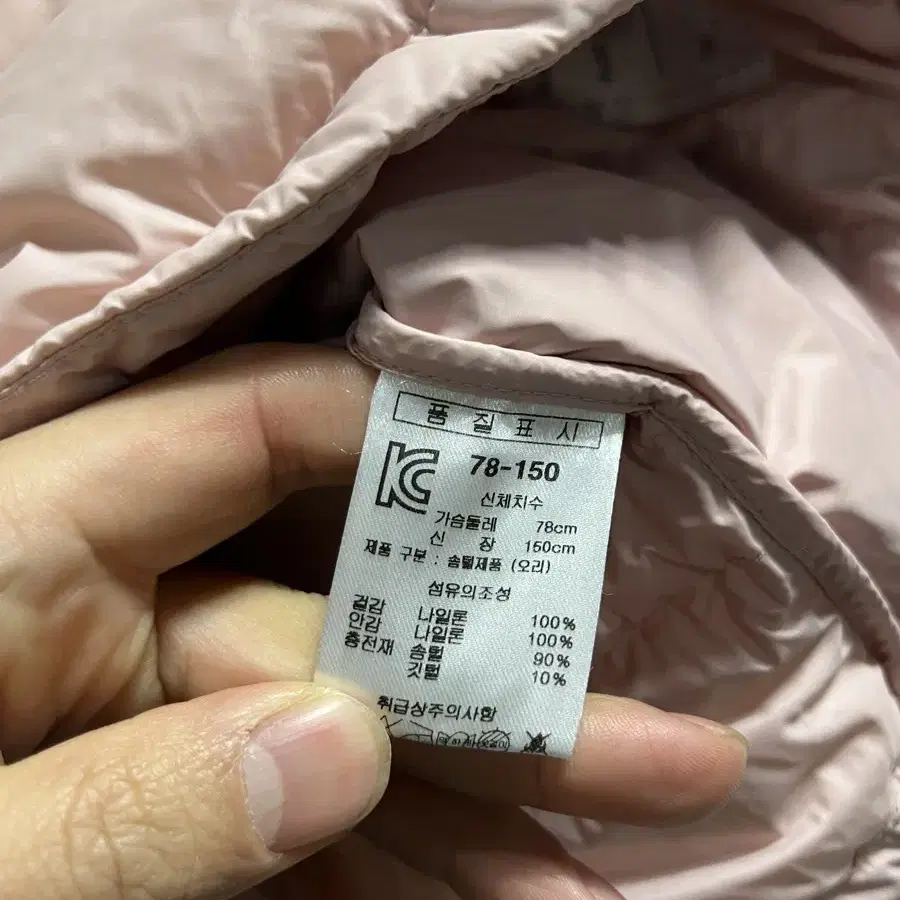 품 질 표 시
KC 78-150
신체치수
가슴둘레 78cm
신 장 150cm
제품 구분 : 솜털제품 (오리)
섬유의조성
겉감 나일론 100%
안감 나일론 100%
충전재 솜털 90%
깃털 10%
취급상주의사항